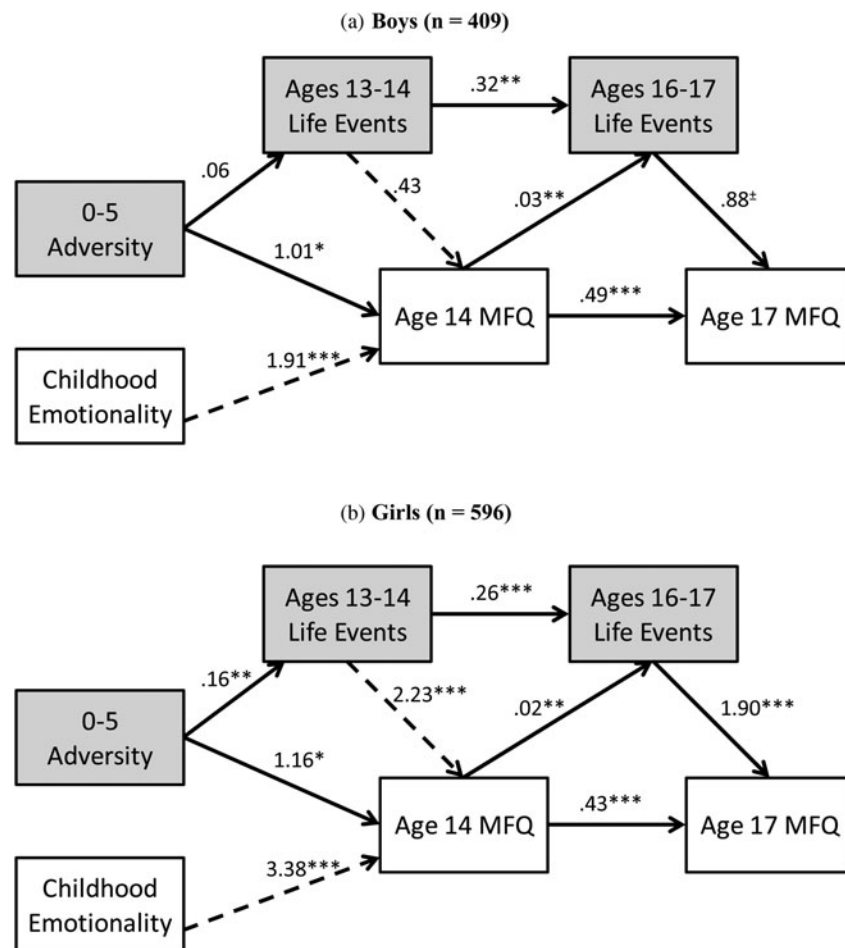 (a) Boys (n = 409)
Ages 13-14
Life Events
.32**
Ages 16-17
Life Events
.06
.43
.03**
.88±
0-5
Adversity
1.01*
Age 14 MFQ
.49***
Age 17 MFQ
1.91***
Childhood
Emotionality
(b) Girls (n = 596)
Ages 13-14
Life Events
.26***
Ages 16-17
Life Events
.16**
2.23***
.02**
1.90***
0-5
Adversity
1.16*
Age 14 MFQ
.43***
Age 17 MFQ
3.38***
Childhood
Emotionality